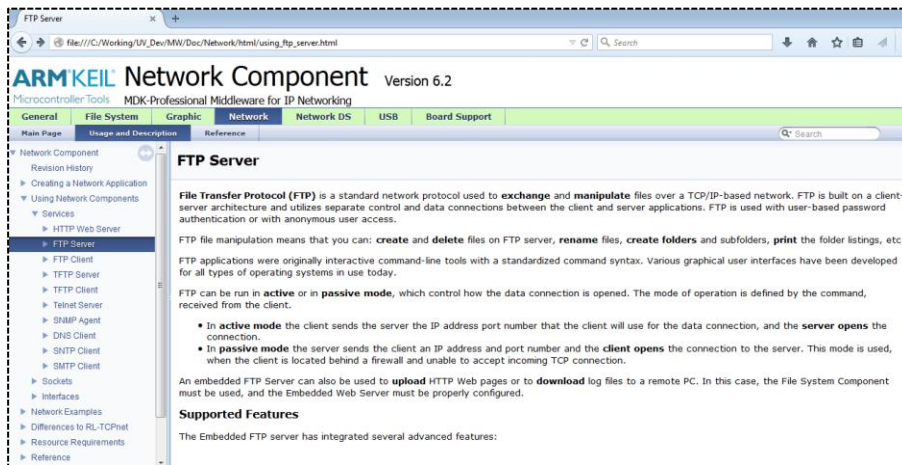 FTP Server
file:///C:/Working/UV_Dev/MW/Doc/Network/html/using_ftp_server.html
Search
ARM®KEIL® Network Component Version 6.2
Microcontroller Tools MDK-Professional Middleware for IP Networking
General File System Graphic Network Network DS USB Board Support
Main Page Usage and Description Reference
Search
Network Component
Revision History
Creating a Network Application
Using Network Components
Services
HTTP Web Server
FTP Server
FTP Client
TFTP Server
TFTP Client
Telnet Server
SNMP Agent
DNS Client
SNTP Client
SMTP Client
Sockets
Interfaces
Network Examples
Differences to RL-TCPnet
Resource Requirements
Reference
FTP Server
File Transfer Protocol (FTP) is a standard network protocol used to exchange and manipulate files over a TCP/IP-based network. FTP is built on a client-
server architecture and utilizes separate control and data connections between the client and server applications. FTP is used with user-based password
authentication or with anonymous user access.
FTP file manipulation means that you can: create and delete files on FTP server, rename files, create folders and subfolders, print the folder listings, etc
FTP applications were originally interactive command-line tools with a standardized command syntax. Various graphical user interfaces have been developed
for all types of operating systems in use today.
FTP can be run in active or in passive mode, which control how the data connection is opened. The mode of operation is defined by the command,
received from the client.
• In active mode the client sends the server the IP address port number that the client will use for the data connection, and the server opens the
connection.
• In passive mode the server sends the client an IP address and port number and the client opens the connection to the server. This mode is used,
when the client is located behind a firewall and unable to accept incoming TCP connection.
An embedded FTP Server can also be used to upload HTTP Web pages or to download log files to a remote PC. In this case, the File System Component
must be used, and the Embedded Web Server must be properly configured.
Supported Features
The Embedded FTP server has integrated several advanced features: